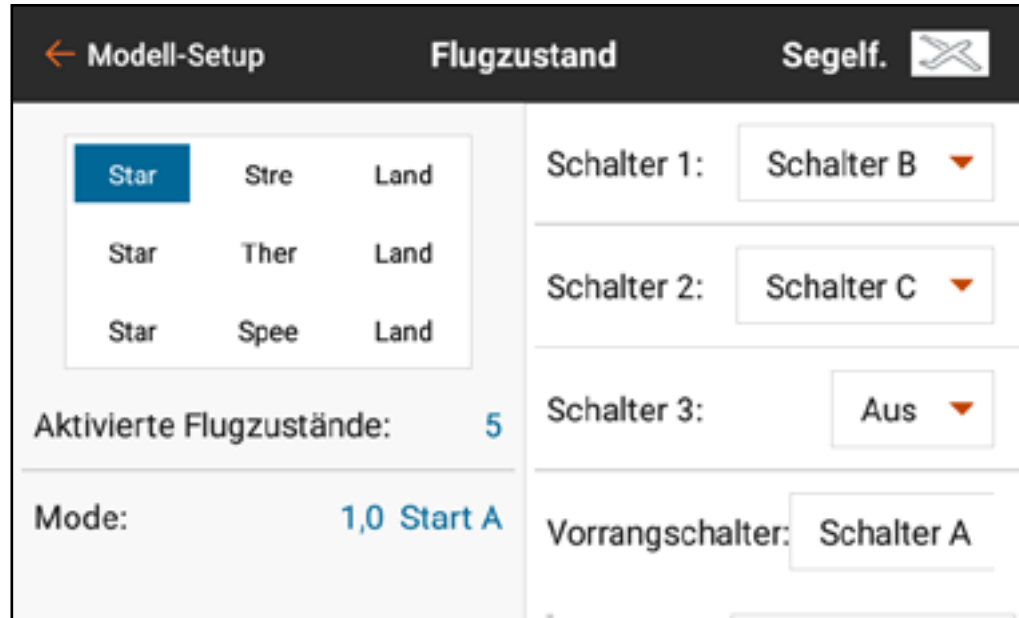 Modell-Setup
Flugzustand
Segelf.
Star Stre Land
Star Ther Land
Star Spee Land
Aktivierte Flugzustände: 5
Mode: 1,0 Start A
Schalter 1: Schalter B
Schalter 2: Schalter C
Schalter 3: Aus
Vorrangschalter: Schalter A